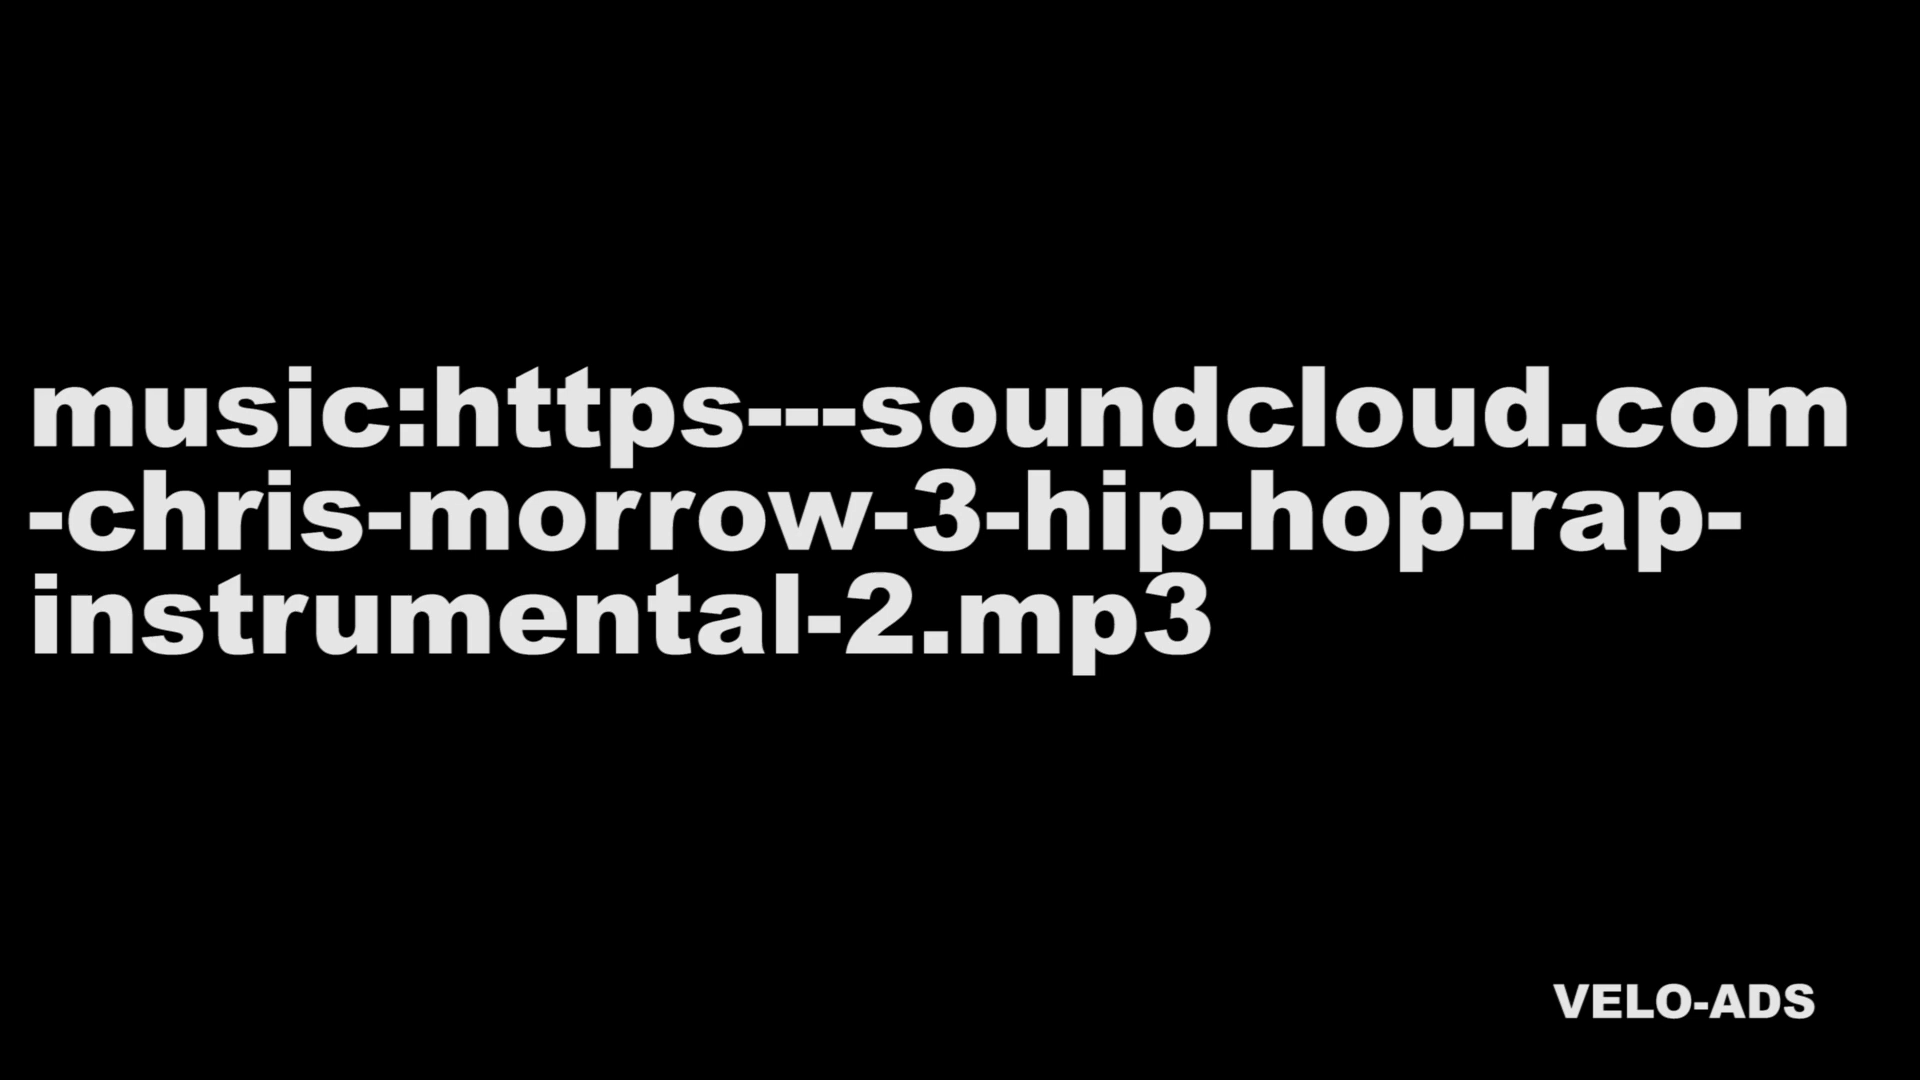 music:https---soundcloud.com
-chris-morrow-3-hip-hop-rap-
instrumental-2.mp3
VELO-ADS